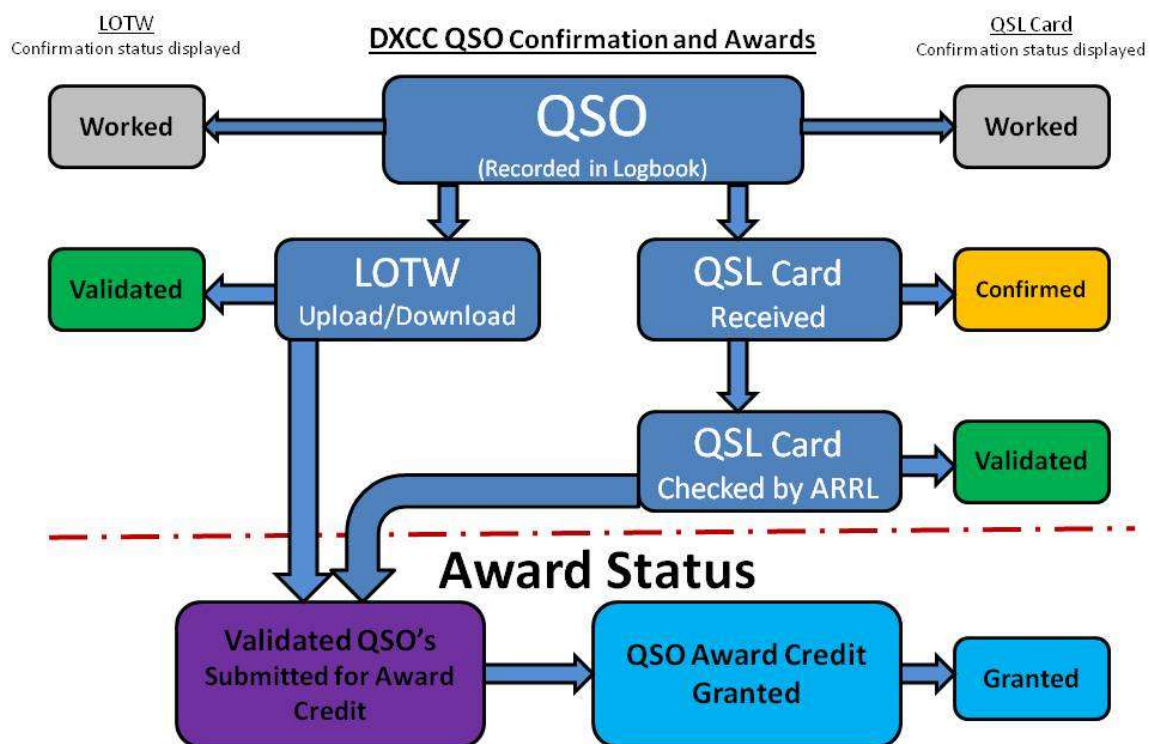 LOTW
Confirmation status displayed
DXCC QSO Confirmation and Awards
QSL Card
Confirmation status displayed
Worked
QSO
(Recorded in Logbook)
Worked
Validated
LOTW
Upload/Download
QSL Card
Received
Confirmed
QSL Card
Checked by ARRL
Validated
Award Status
Validated QSO's
Submitted for Award
Credit
QSO Award Credit
Granted
Granted